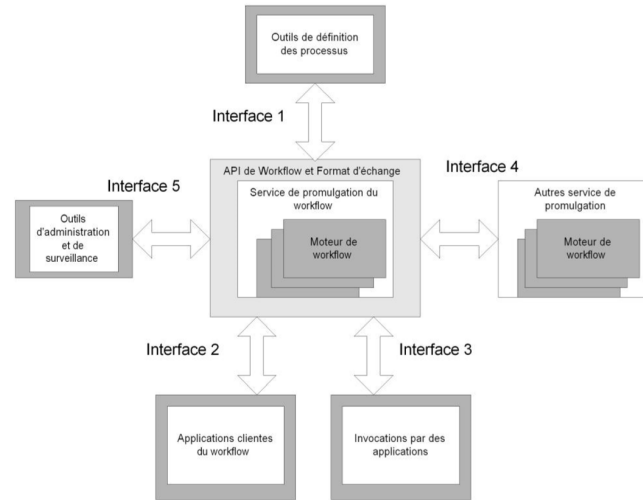 Outils de définition
des processus
Interface 1
API de Workflow et Format d'échange
Interface 4
Interface 5
Service de promulgation du
workflow
Autres service de
promulgation
Outils
d'administration
et de
surveillance
Moteur de
workflow
Moteur de
workflow
Interface 2
Interface 3
Applications clientes
du workflow
Invocations par des
applications